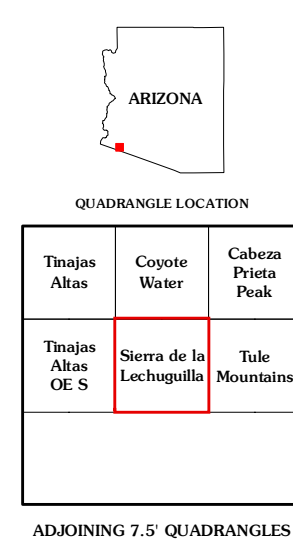 ARIZONA
QUADRANGLE LOCATION
Tinajas
Altas
Coyote
Water
Cabeza
Prieta
Peak
Tinajas
Altas
OE S
Sierra de la
Lechuguilla
Tule
Mountains
ADJOINING 7.5' QUADRANGLES